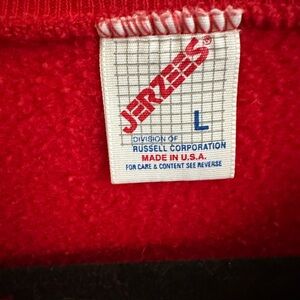 JERZEES®
L
DIVISION OF
RUSSELL CORPORATION
MADE IN U.S.A.
FOR CARE & CONTENT SEE REVERSE